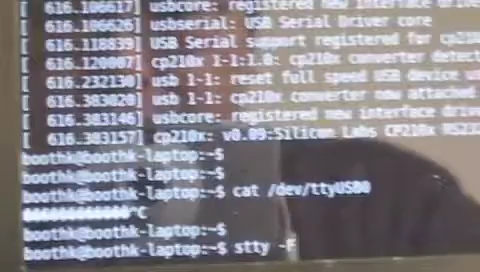 [  616.106617] usbcore: registered new interface drive
[  616.106626] usbserial: USB Serial Driver core
[  616.118839] USB Serial support registered for cp210
[  616.120007] cp210x 1-1:1.0: cp210x converter detect
[  616.232130] usb 1-1: reset full speed USB device us
[  616.383020] usb 1-1: cp210x converter now attached
[  616.383146] usbcore: registered new interface driv
[  616.383157] cp210x: v0.09:Silicon Labs CP210x RS232
boothk@boothk-laptop:~$
boothk@boothk-laptop:~$
boothk@boothk-laptop:~$ cat /dev/ttyUSB0
^C
boothk@boothk-laptop:~$
boothk@boothk-laptop:~$ stty -F